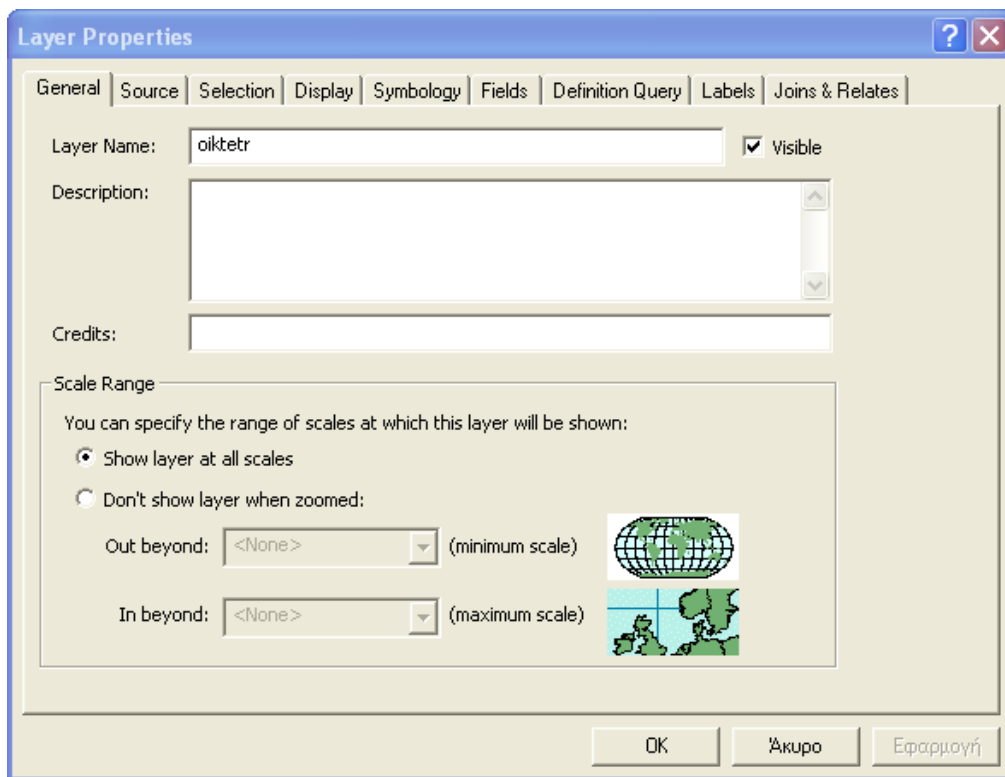 Layer Properties
General Source Selection Display Symbology Fields Definition Query Labels Joins & Relates
Layer Name: oiktetr Visible
Description:
Credits:
Scale Range
You can specify the range of scales at which this layer will be shown:
Show layer at all scales
Don't show layer when zoomed:
Out beyond: <None> (minimum scale)
In beyond: <None> (maximum scale)
OK Άκυρο Εφαρμογή